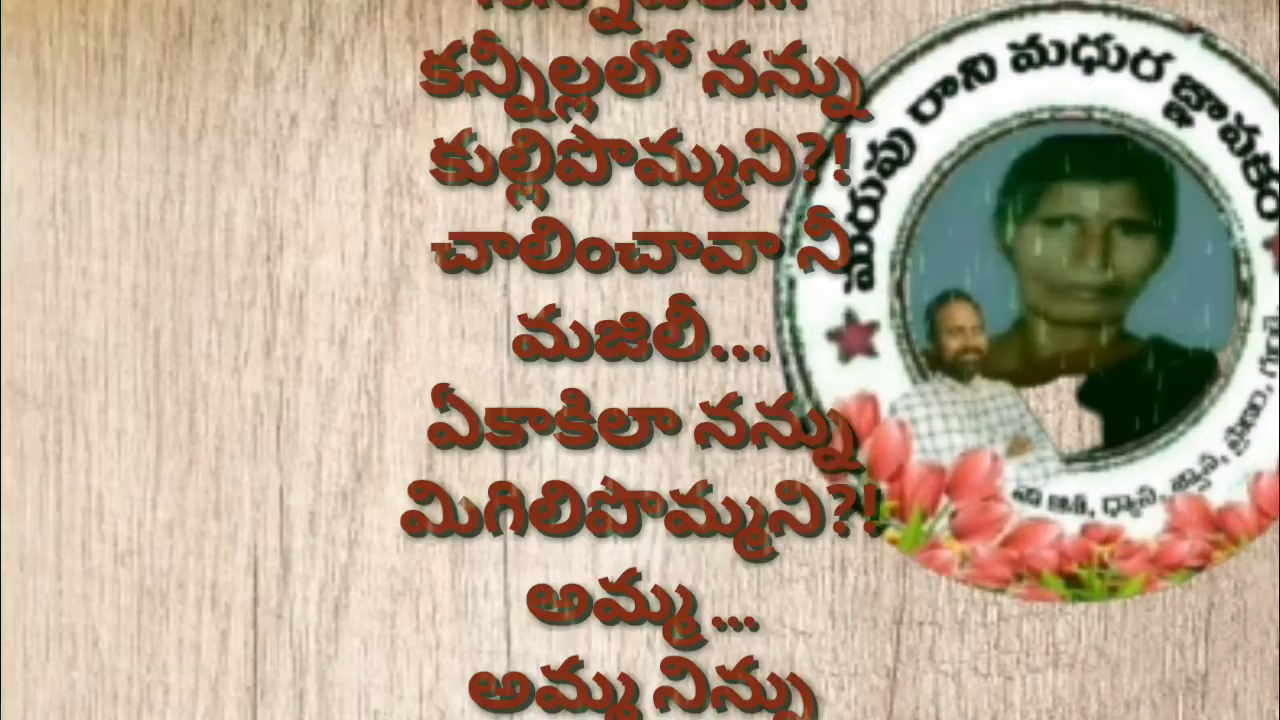 కన్నీల్లలో నన్ను
కుల్లిపొమ్మని?!
చాలించావా నీ
మజిలీ...
ఏకాకిలా నన్ను
మిగిలిపొమ్మని?!
అమ్మ ...
అమ్మ నిన్ను
మరుపు రాని మధుర జ్ఞాపకం